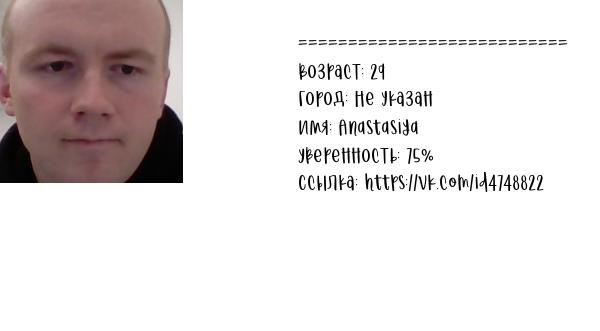 ===========================
Возраст: 29
Город: Не указан
Имя: Anastasiya
Уверенность: 75%
Ссылка: https://vk.com/id4748822